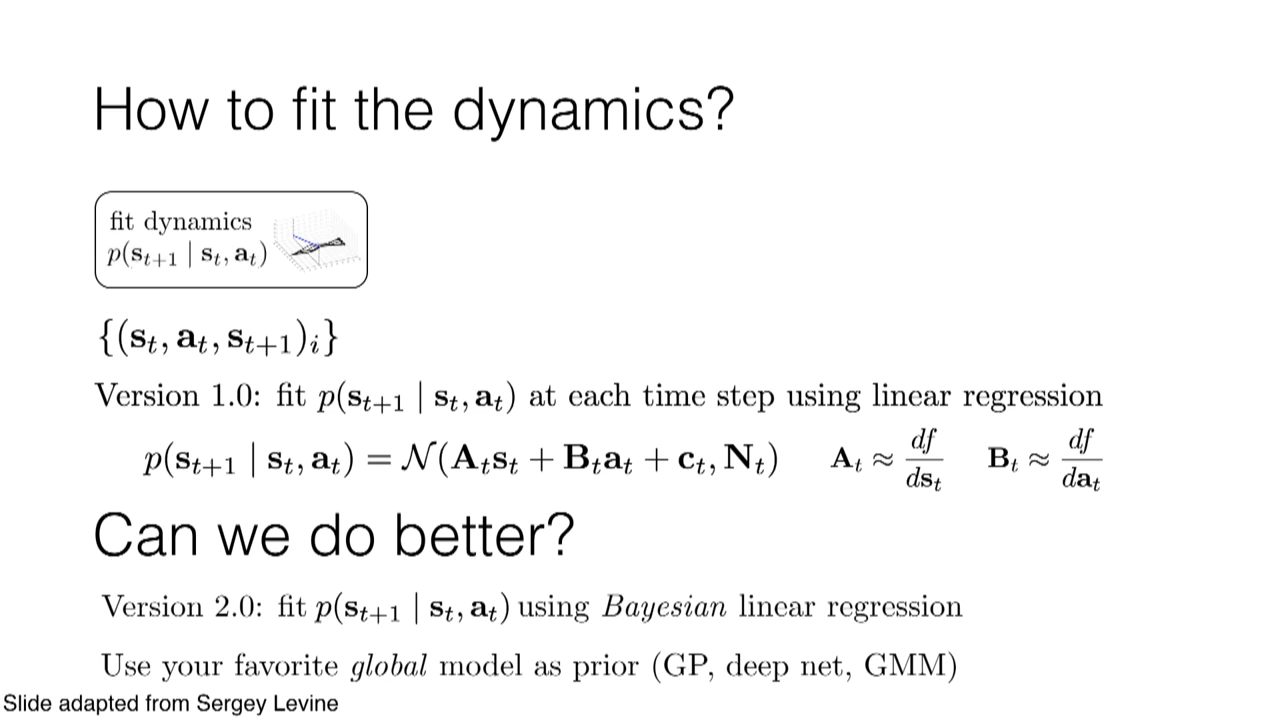 How to fit the dynamics?
fit dynamics
p(s_{t+1} | s_t, a_t)
{(s_t, a_t, s_{t+1})_i}
Version 1.0: fit p(s_{t+1} | s_t, a_t) at each time step using linear regression
p(s_{t+1} | s_t, a_t) = 𝒩(A_t s_t + B_t a_t + c_t, N_t) A_t ≈ df/ds_t B_t ≈ df/da_t
Can we do better?
Version 2.0: fit p(s_{t+1} | s_t, a_t) using Bayesian linear regression
Use your favorite global model as prior (GP, deep net, GMM)
Slide adapted from Sergey Levine